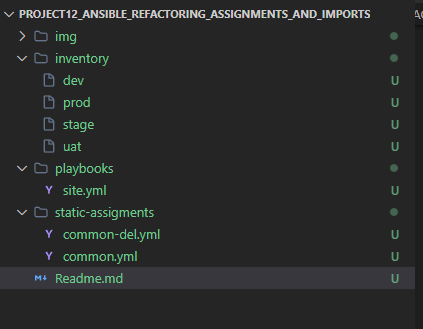 PROJECT12_ANSIBLE_REFACTORING_ASSIGNMENTS_AND_IMPORTS
img
inventory
dev U
prod U
stage U
uat U
playbooks
site.yml U
static-assigments
common-del.yml U
common.yml U
Readme.md U